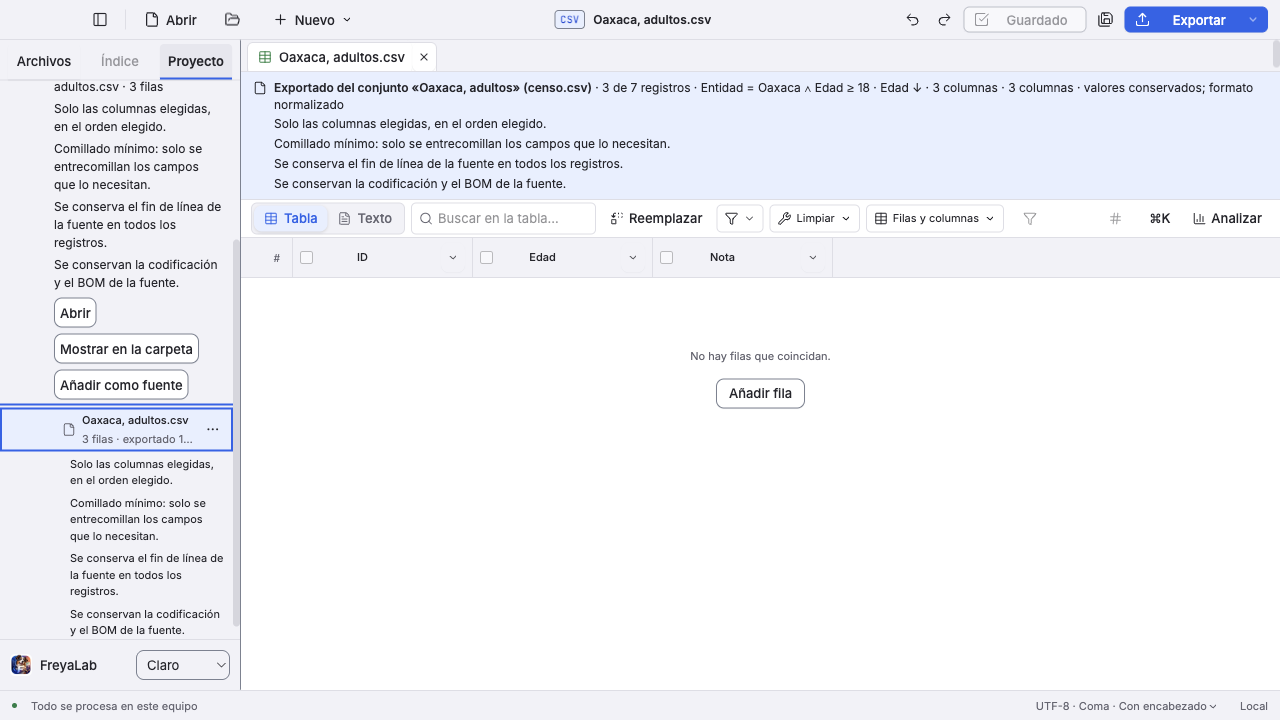 Abrir
Nuevo
CSV
Oaxaca, adultos.csv
Guardado
Exportar
Archivos
Índice
Proyecto
adultos.csv · 3 filas
Solo las columnas elegidas,
en el orden elegido.
Comillado mínimo: solo se
entrecomillan los campos
que lo necesitan.
Se conserva el fin de línea de
la fuente en todos los
registros.
Se conservan la codificación
y el BOM de la fuente.
Abrir
Mostrar en la carpeta
Añadir como fuente
Oaxaca, adultos.csv
3 filas · exportado 1...
Solo las columnas elegidas,
en el orden elegido.
Comillado mínimo: solo se
entrecomillan los campos
que lo necesitan.
Se conserva el fin de línea de
la fuente en todos los
registros.
Se conservan la codificación
y el BOM de la fuente.
FreyaLab
Claro
Oaxaca, adultos.csv
Exportado del conjunto «Oaxaca, adultos» (censo.csv) · 3 de 7 registros · Entidad = Oaxaca ∧ Edad ≥ 18 · Edad ↓ · 3 columnas · 3 columnas · valores conservados; formato
normalizado
Solo las columnas elegidas, en el orden elegido.
Comillado mínimo: solo se entrecomillan los campos que lo necesitan.
Se conserva el fin de línea de la fuente en todos los registros.
Se conservan la codificación y el BOM de la fuente.
Tabla
Texto
Buscar en la tabla...
Reemplazar
Limpiar
Filas y columnas
#
⌘K
Analizar
#
ID
Edad
Nota
No hay filas que coincidan.
Añadir fila
Todo se procesa en este equipo
UTF-8 · Coma · Con encabezado
Local